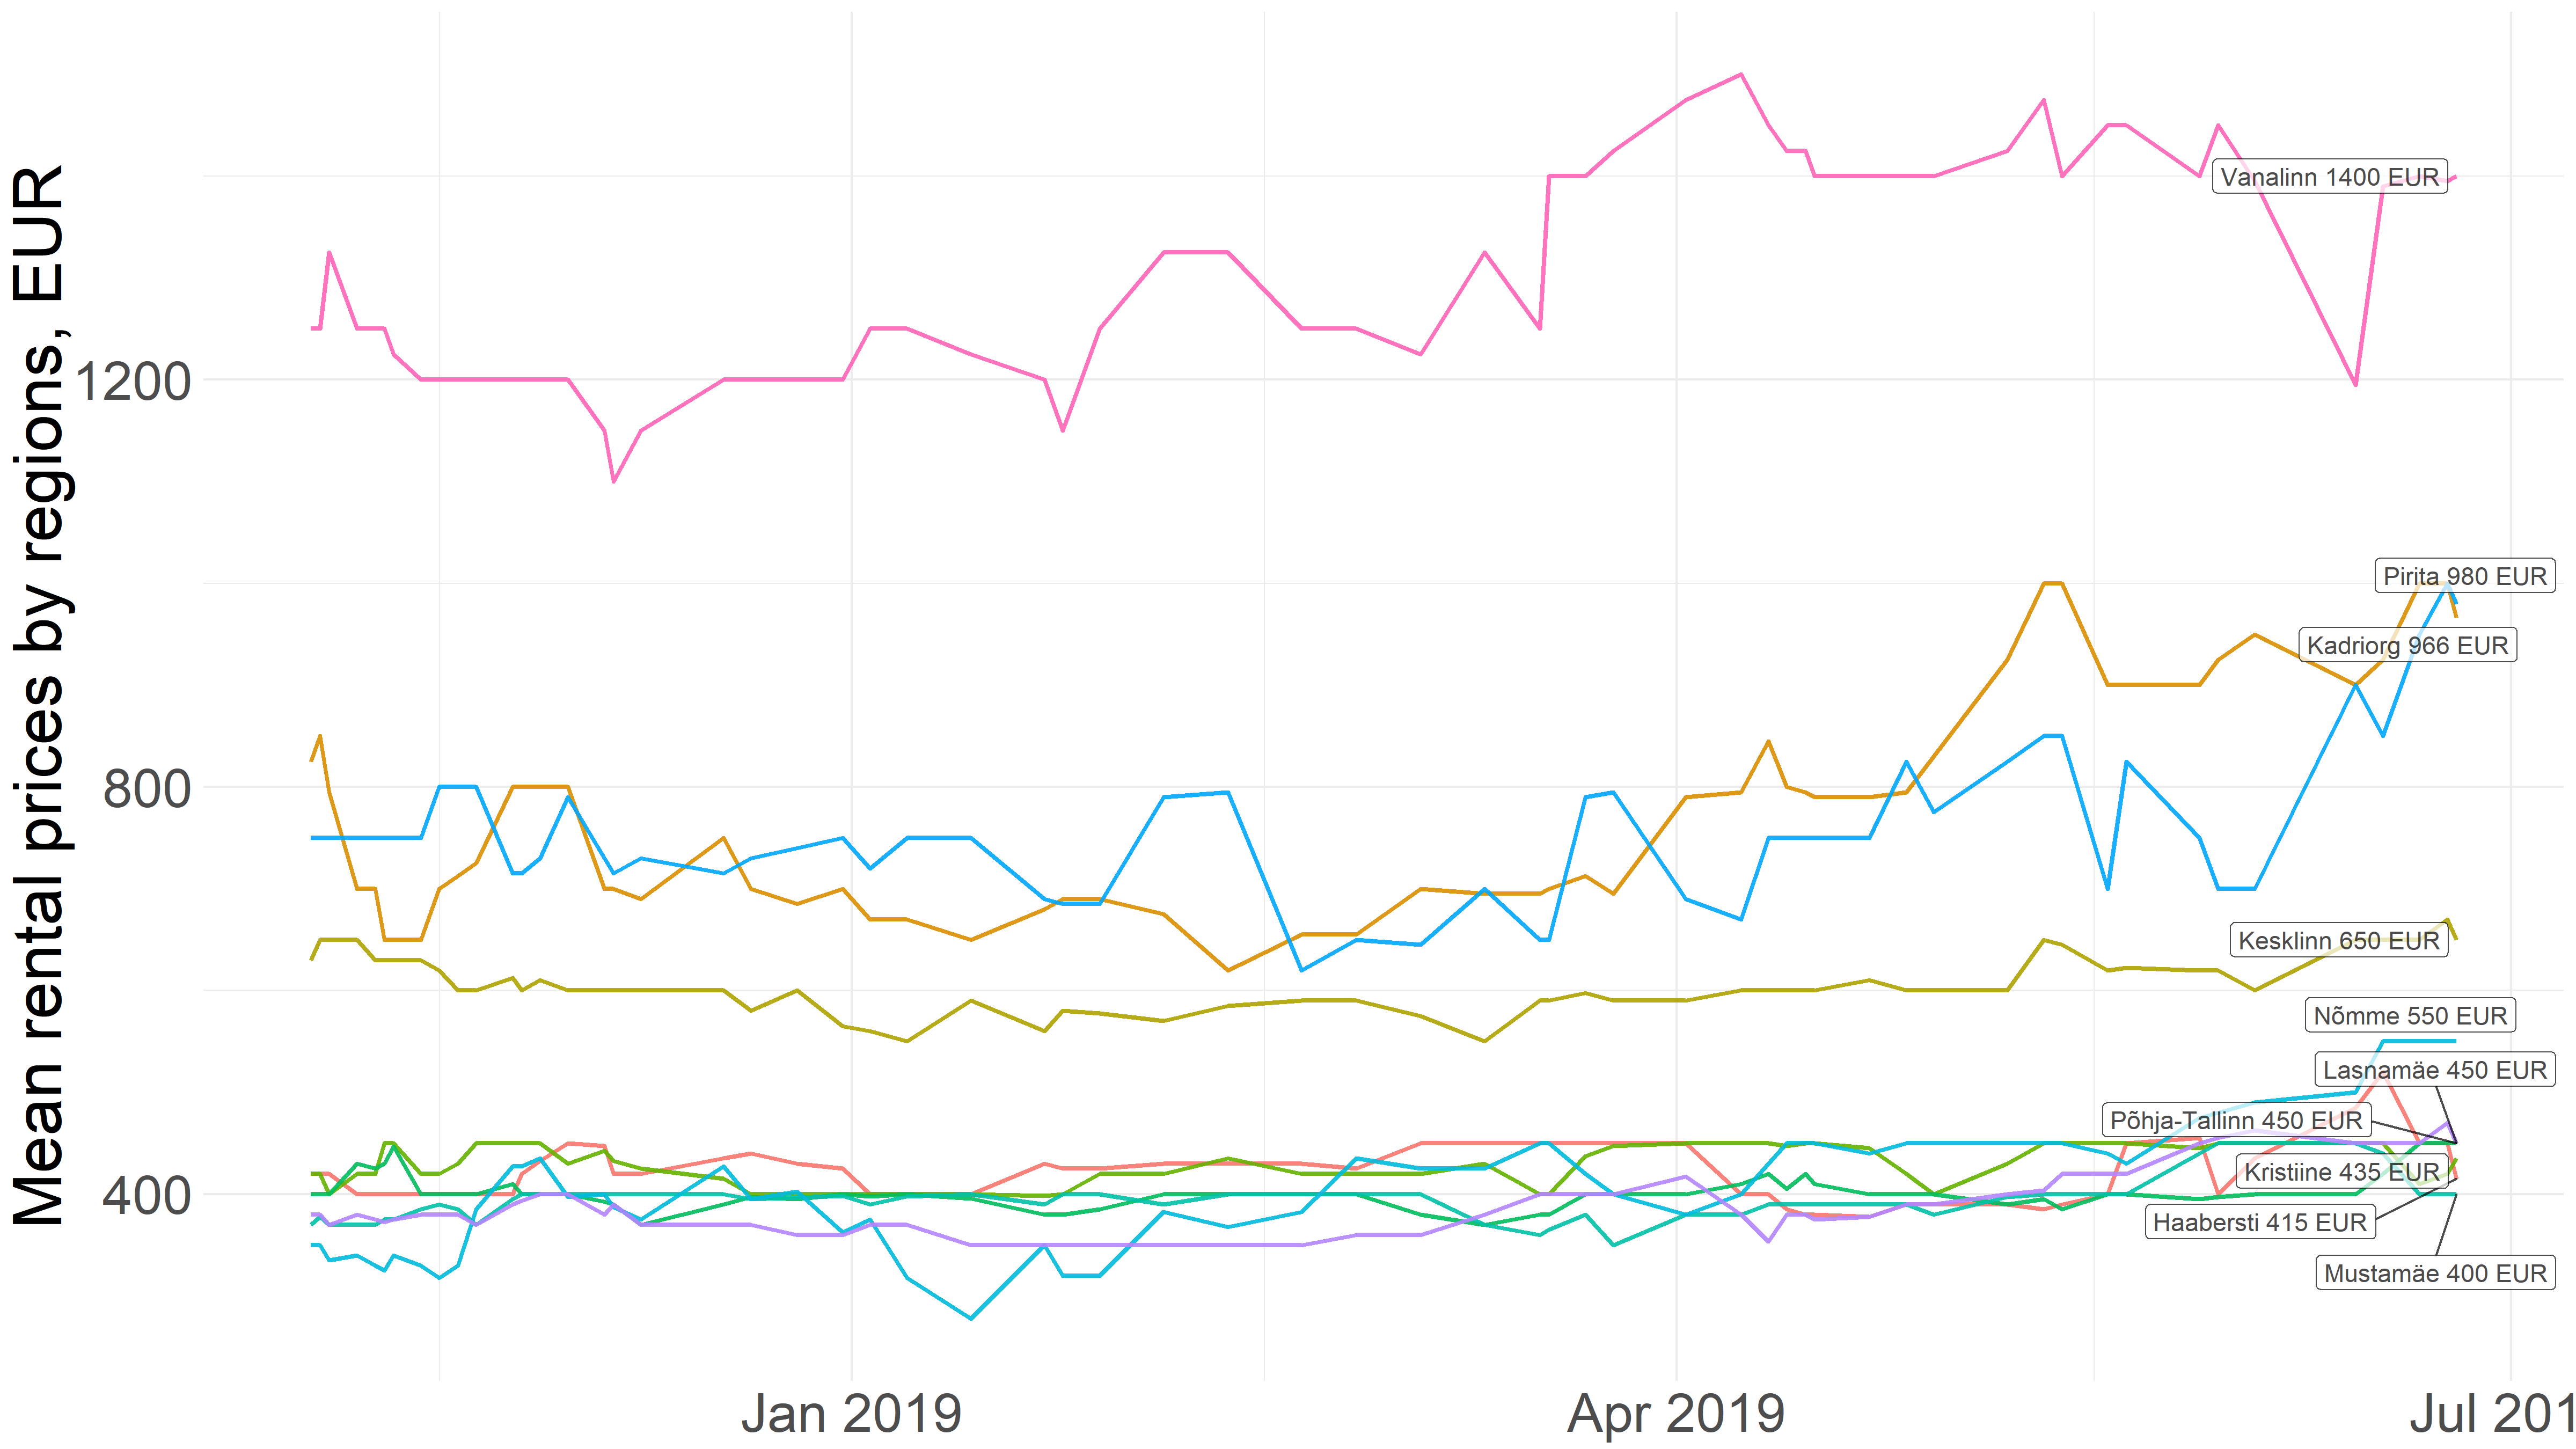 Mean rental prices by regions, EUR
1200
800
400
Vanalinn 1400 EUR
Pirita 980 EUR
Kadriorg 966 EUR
Kesklinn 650 EUR
Nõmme 550 EUR
Lasnamäe 450 EUR
Põhja-Tallinn 450 EUR
Kristiine 435 EUR
Haabersti 415 EUR
Mustamäe 400 EUR
Jan 2019
Apr 2019
Jul 201